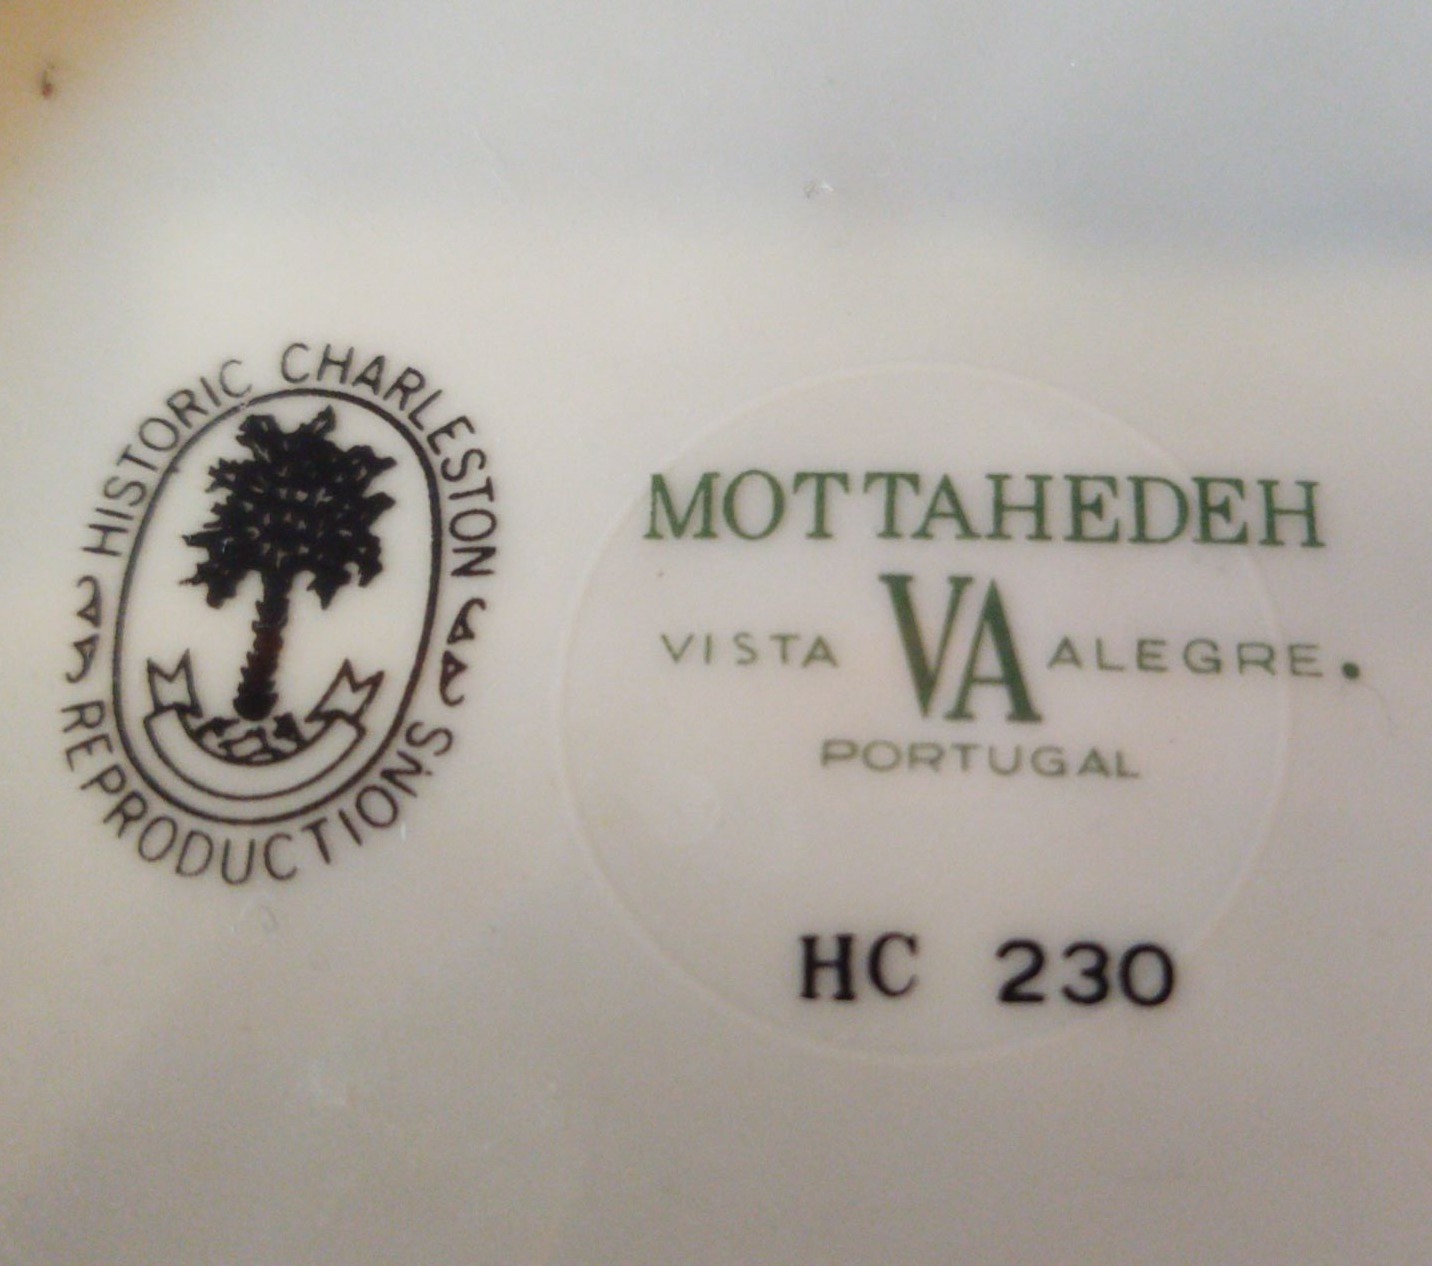 HISTORIC CHARLESTON
REPRODUCTIONS
MOTTAHEDEH
VISTA VA ALEGRE.
PORTUGAL
HC 230